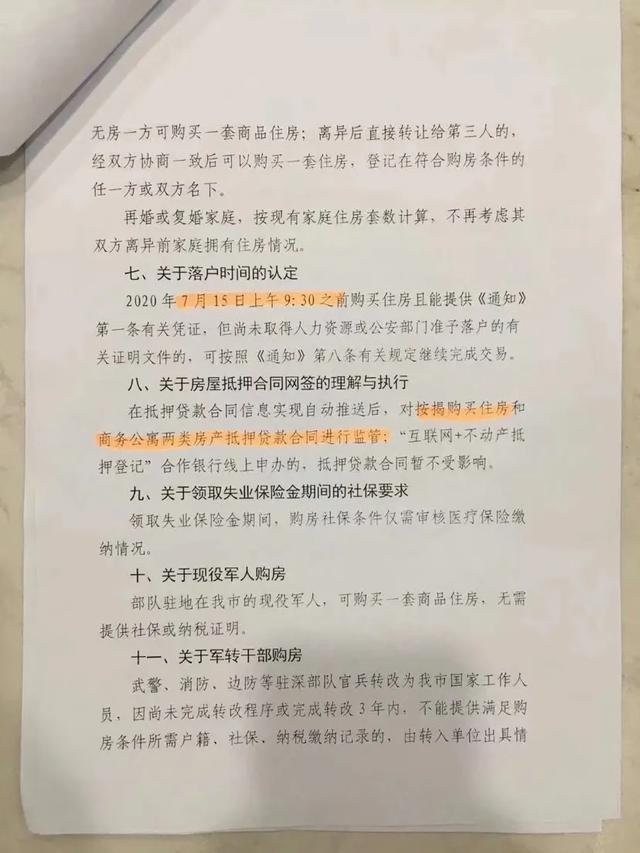 无房一方可购买一套商品住房；离异后直接转让给第三人的，
经双方协商一致后可以购买一套住房，登记在符合购房条件的
任一方或双方名下。
再婚或复婚家庭，按现有家庭住房套数计算，不再考虑其
双方离异前家庭拥有住房情况。
七、关于落户时间的认定
2020年7月15日上午9:30之前购买住房且能提供《通知》
第一条有关凭证，但尚未取得人力资源或公安部门准予落户的有
关证明文件的，可按照《通知》第八条有关规定继续完成交易。
八、关于房屋抵押合同网签的理解与执行
在抵押贷款合同信息实现自动推送后，对按揭购买住房和
商务公寓两类房产抵押贷款合同进行监管；“互联网+不动产抵
押登记”合作银行线上申办的，抵押贷款合同暂不受影响。
九、关于领取失业保险金期间的社保要求
领取失业保险金期间，购房社保条件仅需审核医疗保险缴
纳情况。
十、关于现役军人购房
部队驻地在我市的现役军人，可购买一套商品住房，无需
提供社保或纳税证明。
十一、关于军转干部购房
武警、消防、边防等驻深部队官兵转改为我市国家工作人
员，因尚未完成转改程序或完成转改3年内，不能提供满足购
房条件所需户籍、社保、纳税缴纳记录的，由转入单位出具情